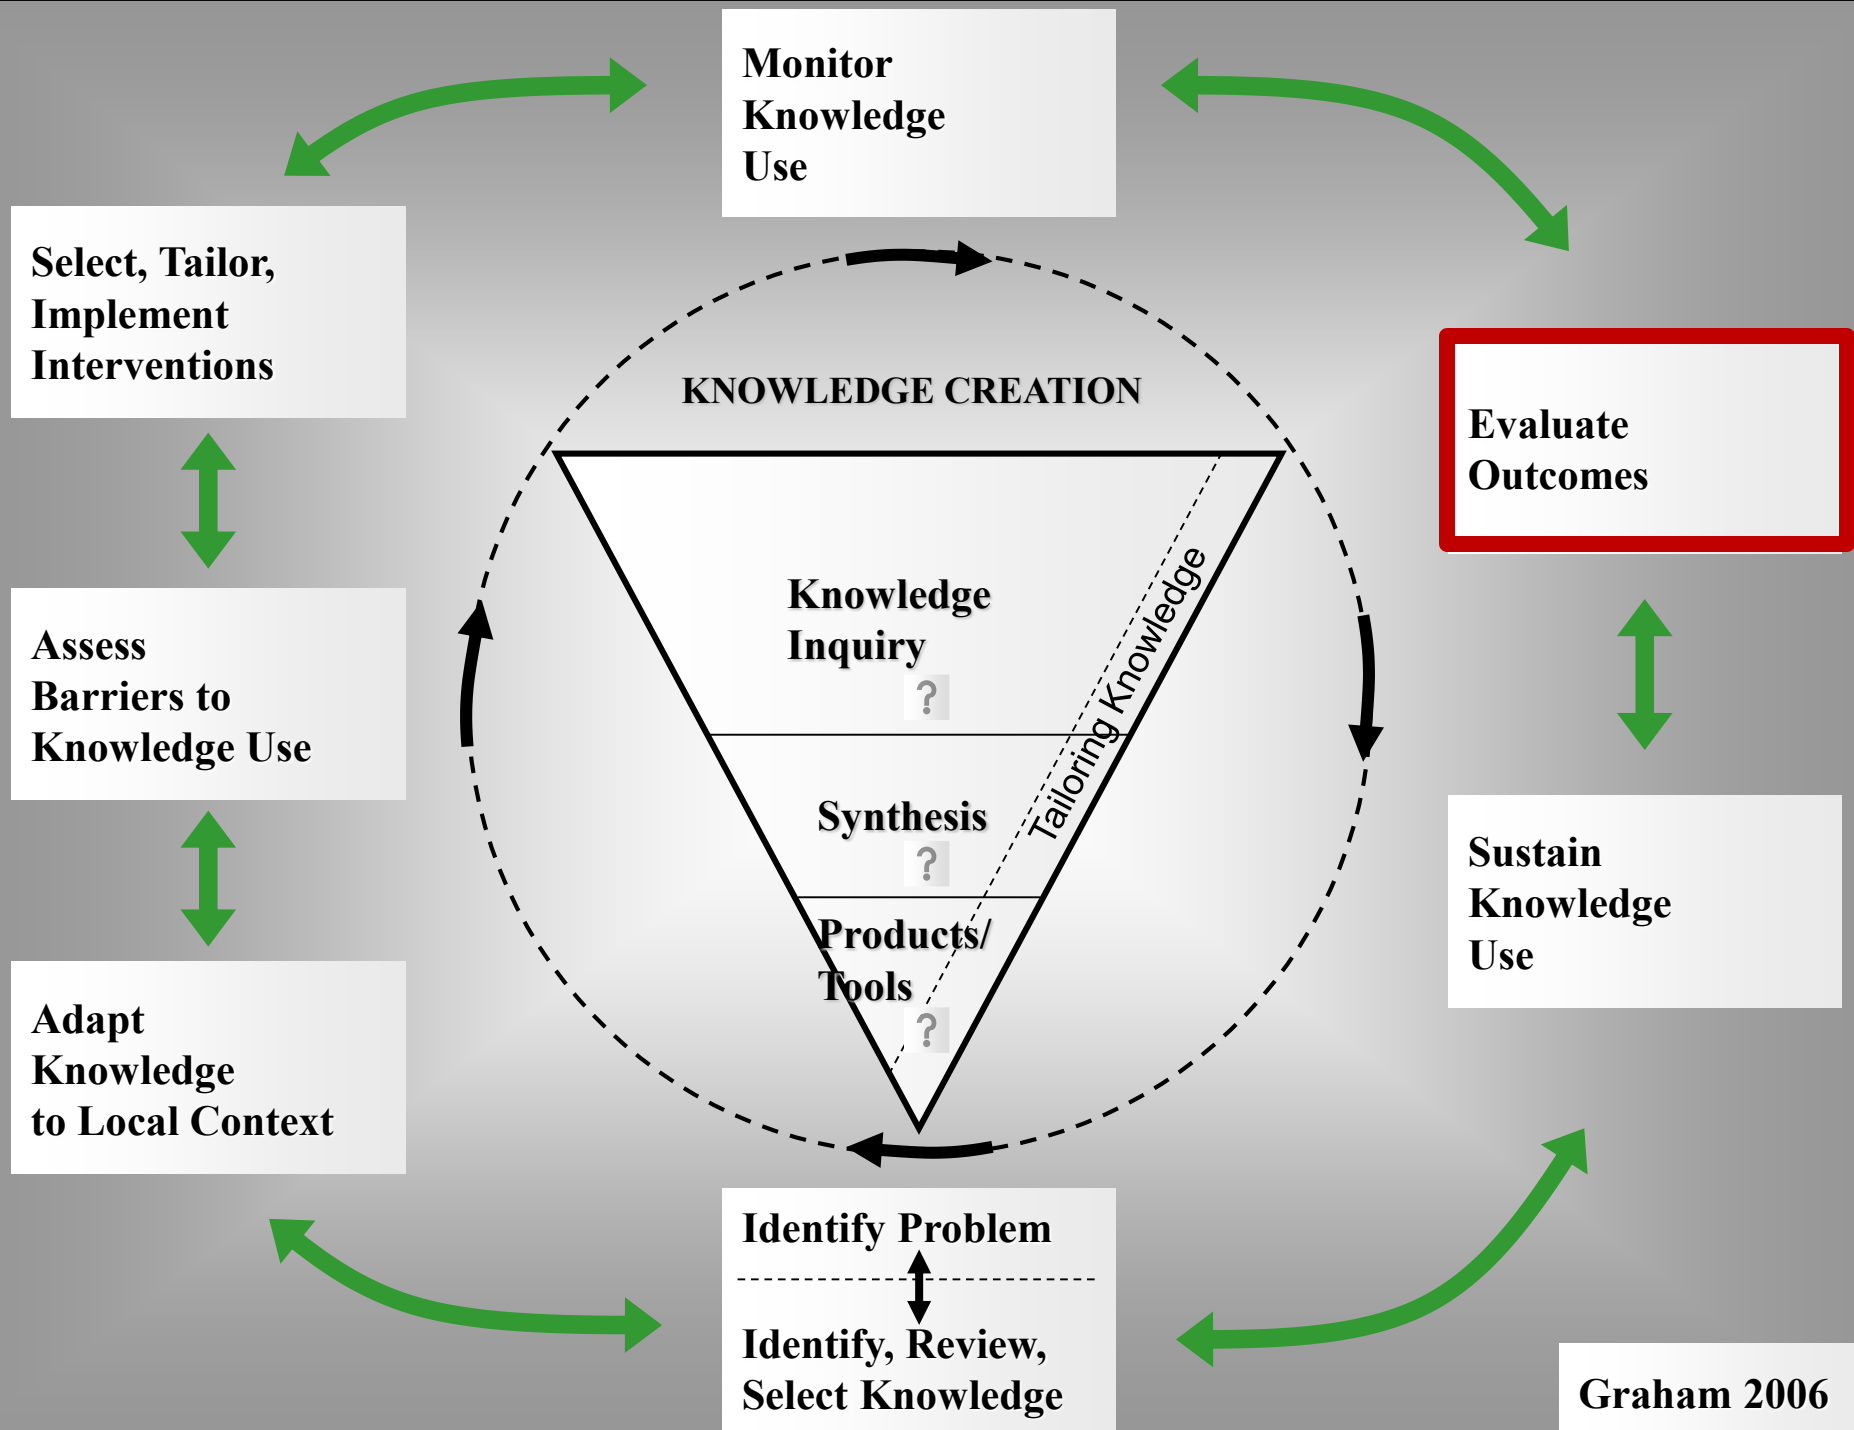 Monitor
Knowledge
Use
Select, Tailor,
Implement
Interventions
KNOWLEDGE CREATION
Evaluate
Outcomes
Knowledge
Inquiry
?
Tailoring Knowledge
Assess
Barriers to
Knowledge Use
Synthesis
?
Sustain
Knowledge
Use
Products/
Tools
?
Adapt
Knowledge
to Local Context
Identify Problem
Identify, Review,
Select Knowledge
Graham 2006